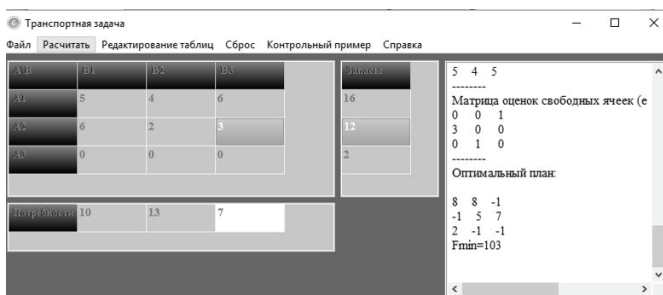 Транспортная задача
Файл Расчитать Редактирование таблиц Сброс Контрольный пример Справка
A\B B1 B2 B3 Запасы
A1 5 4 6 16
A2 6 2 3 12
A3 0 0 0 2
Потребности 10 13 7
5 4 5
--------
Матрица оценок свободных ячеек (е
0 0 1
3 0 0
0 1 0
--------
Оптимальный план:
8 8 -1
-1 5 7
2 -1 -1
Fmin=103